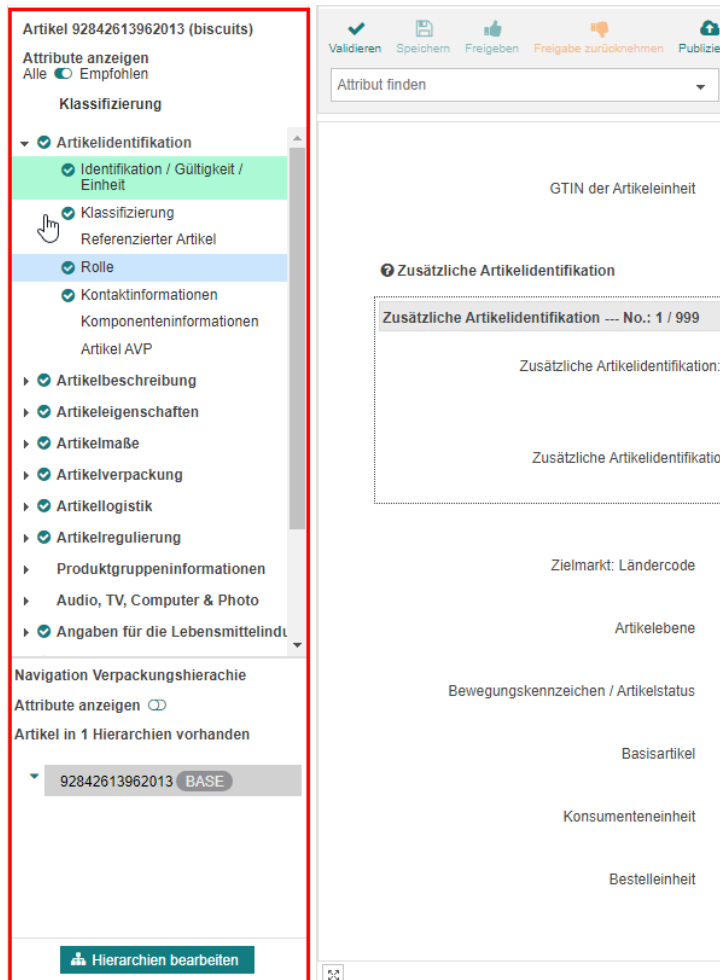 Artikel 92842613962013 (biscuits)
Attribute anzeigen
Alle Empfohlen
Klassifizierung
Artikelidentifikation
Identifikation / Gültigkeit /
Einheit
Klassifizierung
Referenzierter Artikel
Rolle
Kontaktinformationen
Komponenteninformationen
Artikel AVP
Artikelbeschreibung
Artikeleigenschaften
Artikelmaße
Artikelverpackung
Artikellogistik
Artikelregulierung
Produktgruppeninformationen
Audio, TV, Computer & Photo
Angaben für die Lebensmittelindu
Navigation Verpackungshierachie
Attribute anzeigen
Artikel in 1 Hierarchien vorhanden
92842613962013 BASE
Hierarchien bearbeiten
Validieren Speichern Freigeben Freigabe zurücknehmen Publizie
Attribut finden
GTIN der Artikeleinheit
Zusätzliche Artikelidentifikation
Zusätzliche Artikelidentifikation --- No.: 1 / 999
Zusätzliche Artikelidentifikation:
Zusätzliche Artikelidentifikatio
Zielmarkt: Ländercode
Artikelebene
Bewegungskennzeichen / Artikelstatus
Basisartikel
Konsumenteneinheit
Bestelleinheit